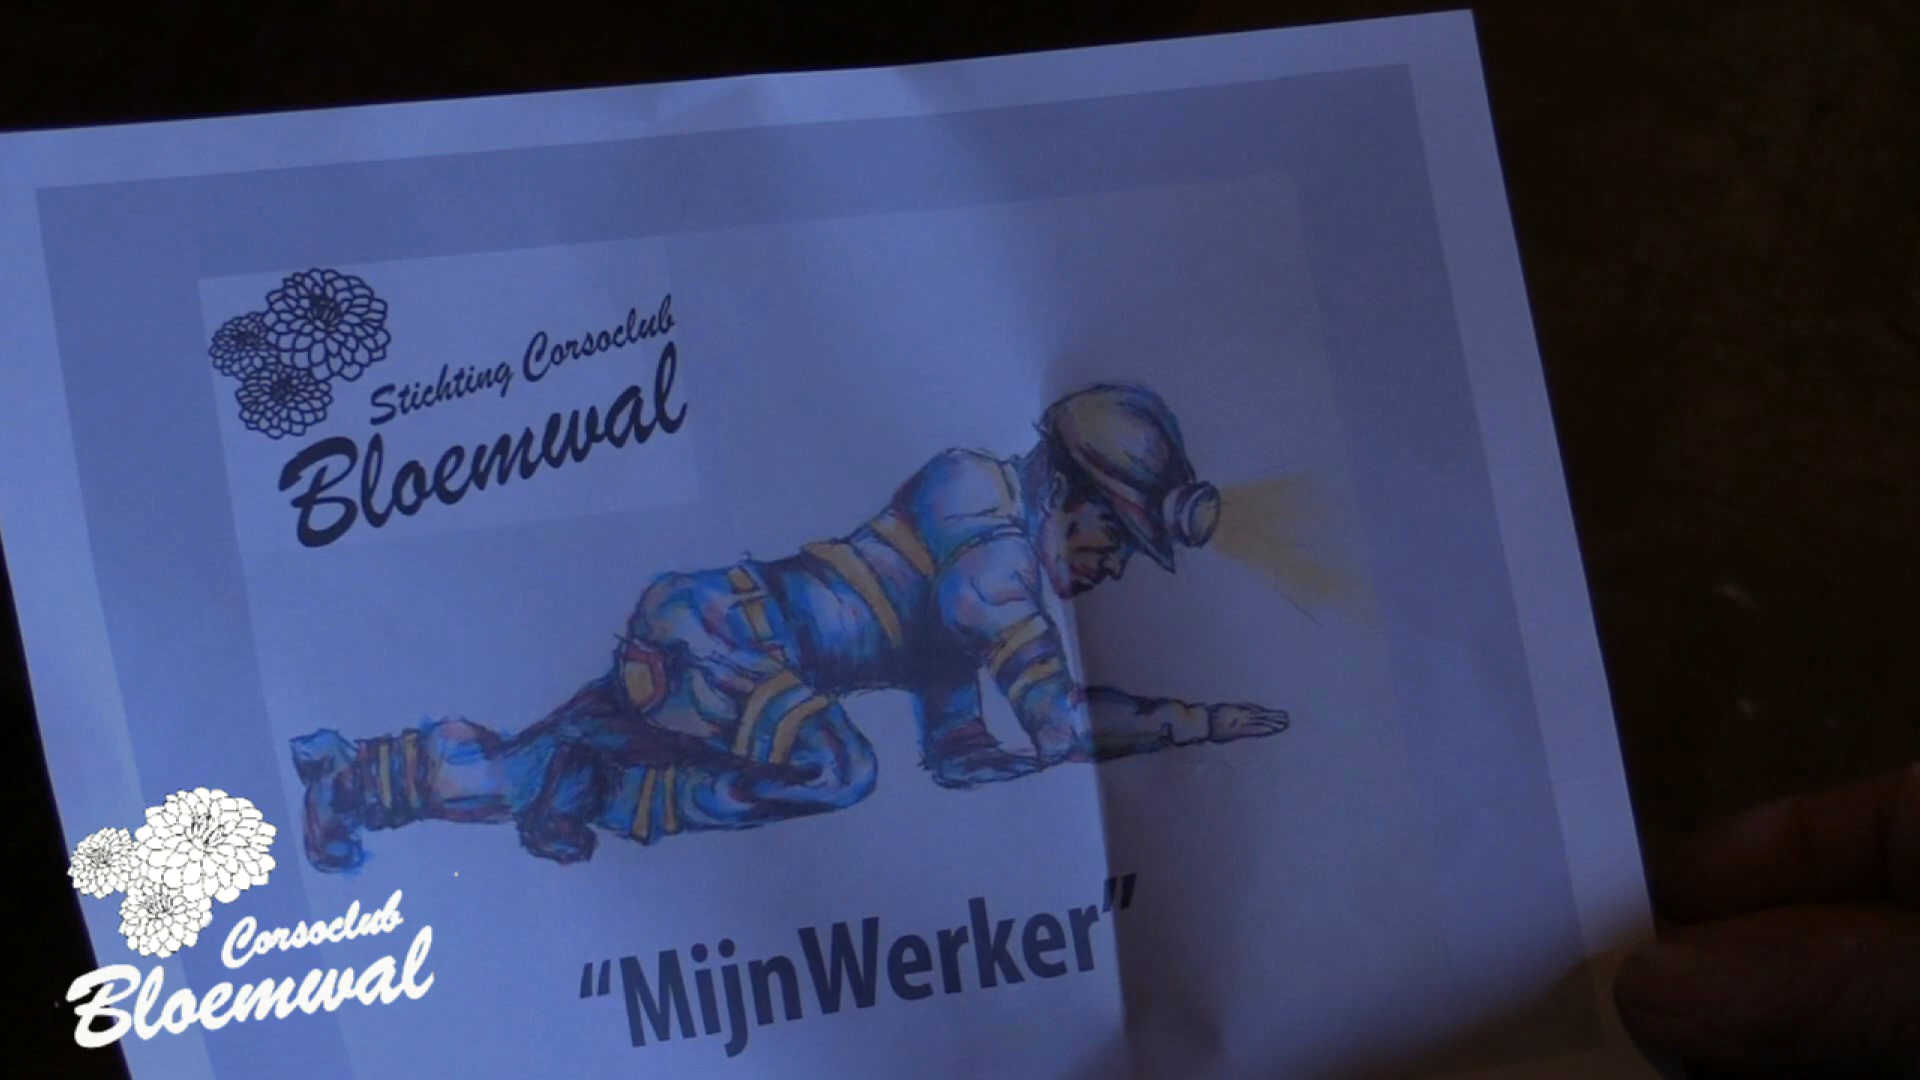 Stichting Corsoclub
Bloemwal
“MijnWerker”
Corsoclub
Bloemwal